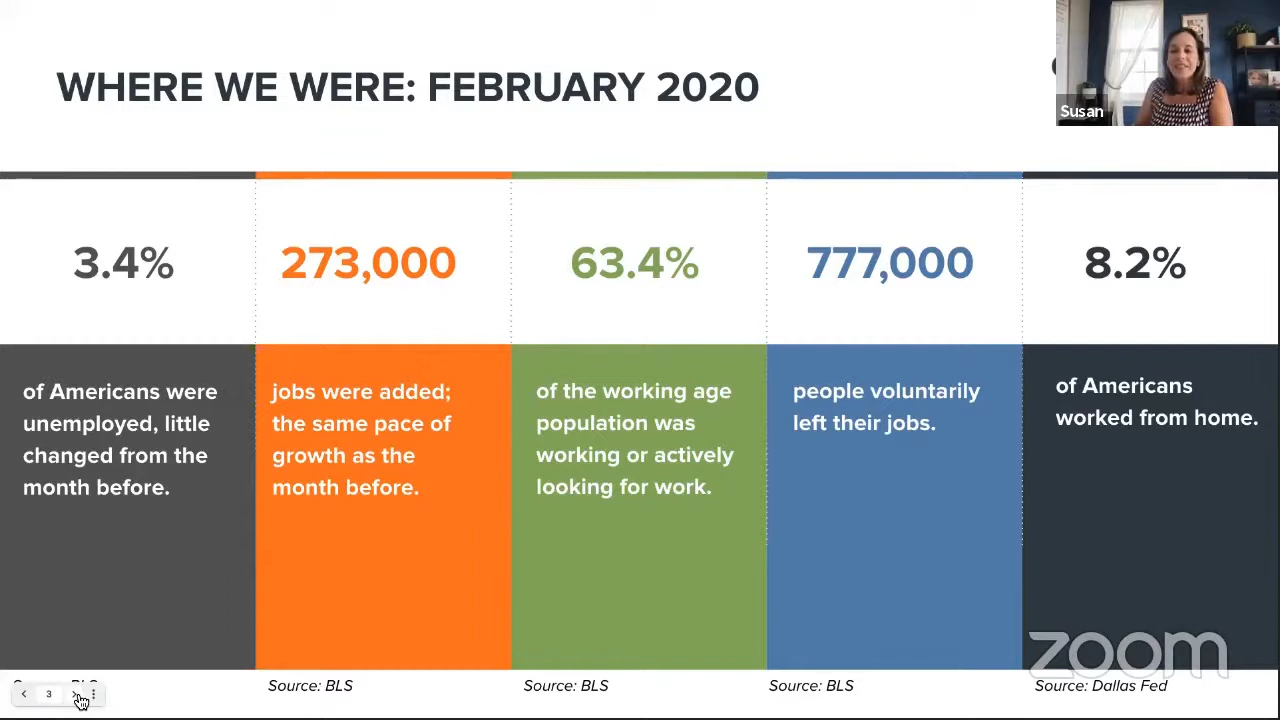 WHERE WE WERE: FEBRUARY 2020
Susan
3.4%
273,000
63.4%
777,000
8.2%
of Americans were
unemployed, little
changed from the
month before.
jobs were added;
the same pace of
growth as the
month before.
of the working age
population was
working or actively
looking for work.
people voluntarily
left their jobs.
of Americans
worked from home.
zoom
Source: BLS
Source: BLS
Source: BLS
Source: Dallas Fed
3